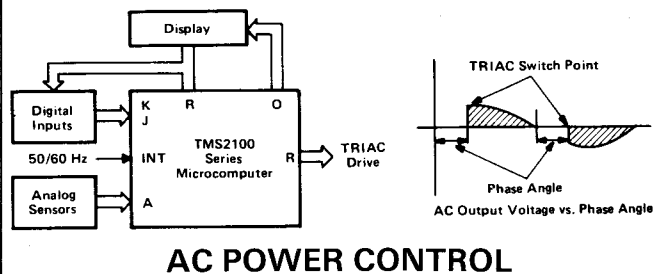 Display
TRIAC Switch Point
Digital
Inputs
K
J
R
O
TMS2100
Series
Microcomputer
50/60 Hz
INT
R
TRIAC
Drive
Analog
Sensors
A
Phase Angle
AC Output Voltage vs. Phase Angle
AC POWER CONTROL